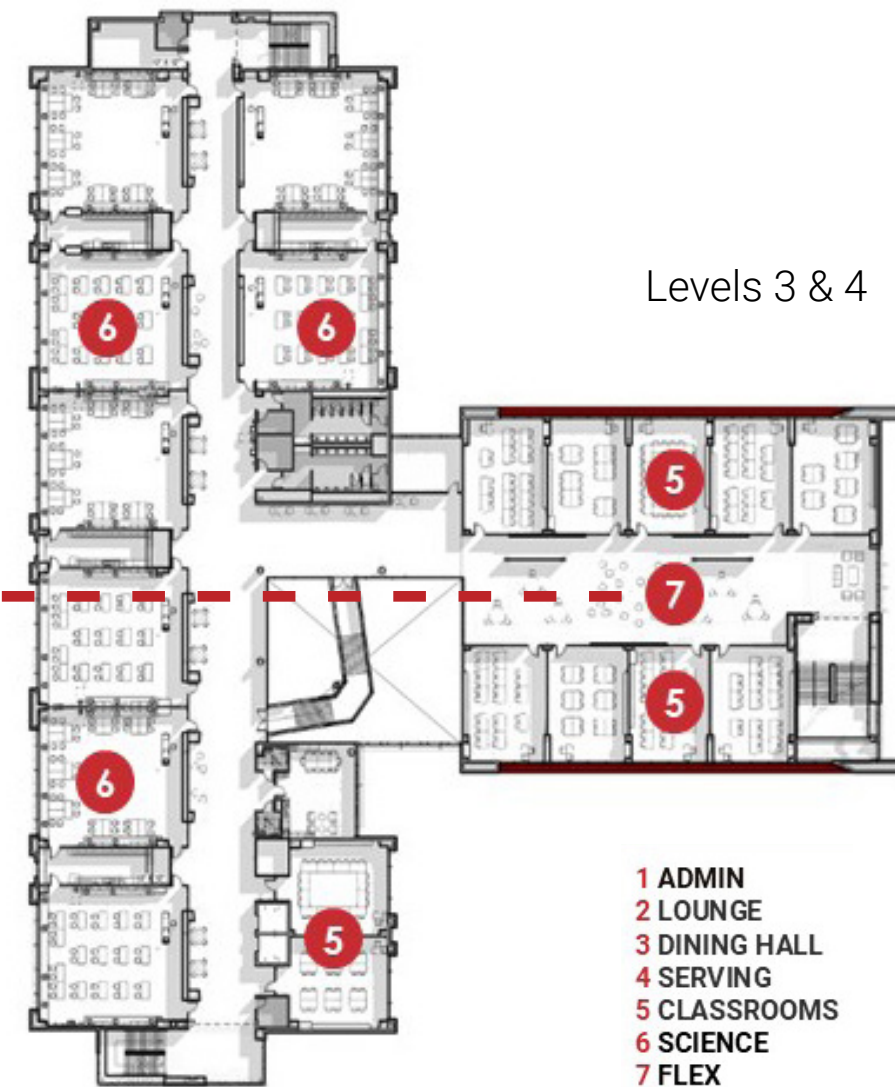 6
6
Levels 3 & 4
5
7
5
6
5
1 ADMIN
2 LOUNGE
3 DINING HALL
4 SERVING
5 CLASSROOMS
6 SCIENCE
7 FLEX